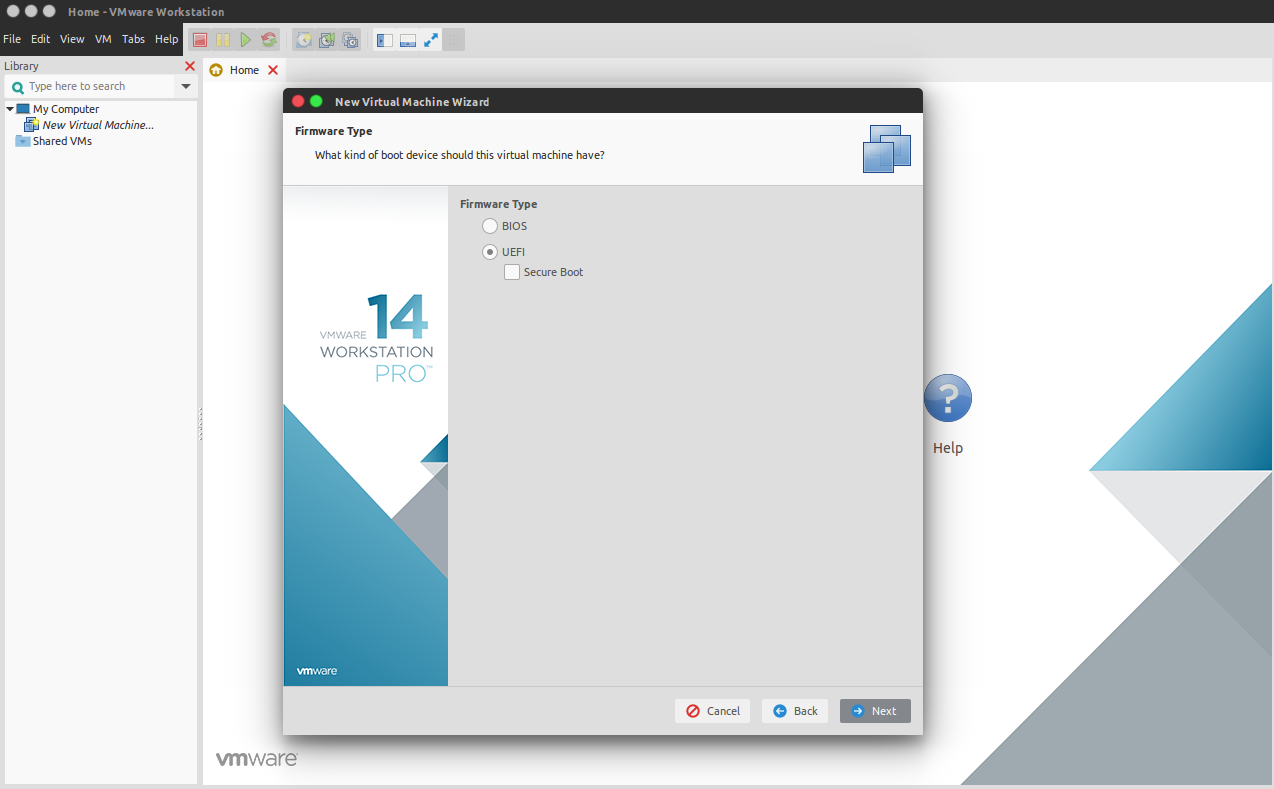 Home - VMware Workstation
File Edit View VM Tabs Help
Library
Type here to search
My Computer
New Virtual Machine...
Shared VMs
Home
New Virtual Machine Wizard
Firmware Type
What kind of boot device should this virtual machine have?
Firmware Type
BIOS
UEFI
Secure Boot
VMWARE 14
WORKSTATION
PRO™
vmware
?
Help
Cancel Back Next
vmware